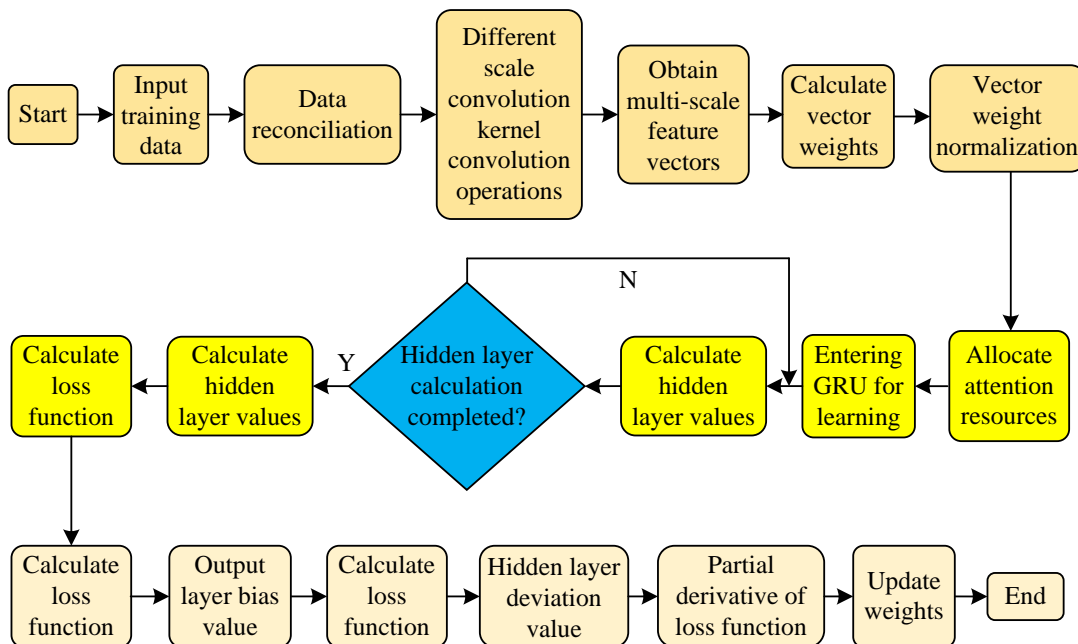 Start
Input
training
data
Data
reconciliation
Different
scale
convolution
kernel
convolution
operations
Obtain
multi-scale
feature
vectors
Calculate
vector
weights
Vector
weight
normalization
N
Calculate
loss
function
Calculate
hidden
layer values
Y
Hidden layer
calculation
completed?
Calculate
hidden
layer values
Entering
GRU for
learning
Allocate
attention
resources
Calculate
loss
function
Output
layer bias
value
Calculate
loss
function
Hidden layer
deviation
value
Partial
derivative of
loss function
Update
weights
End